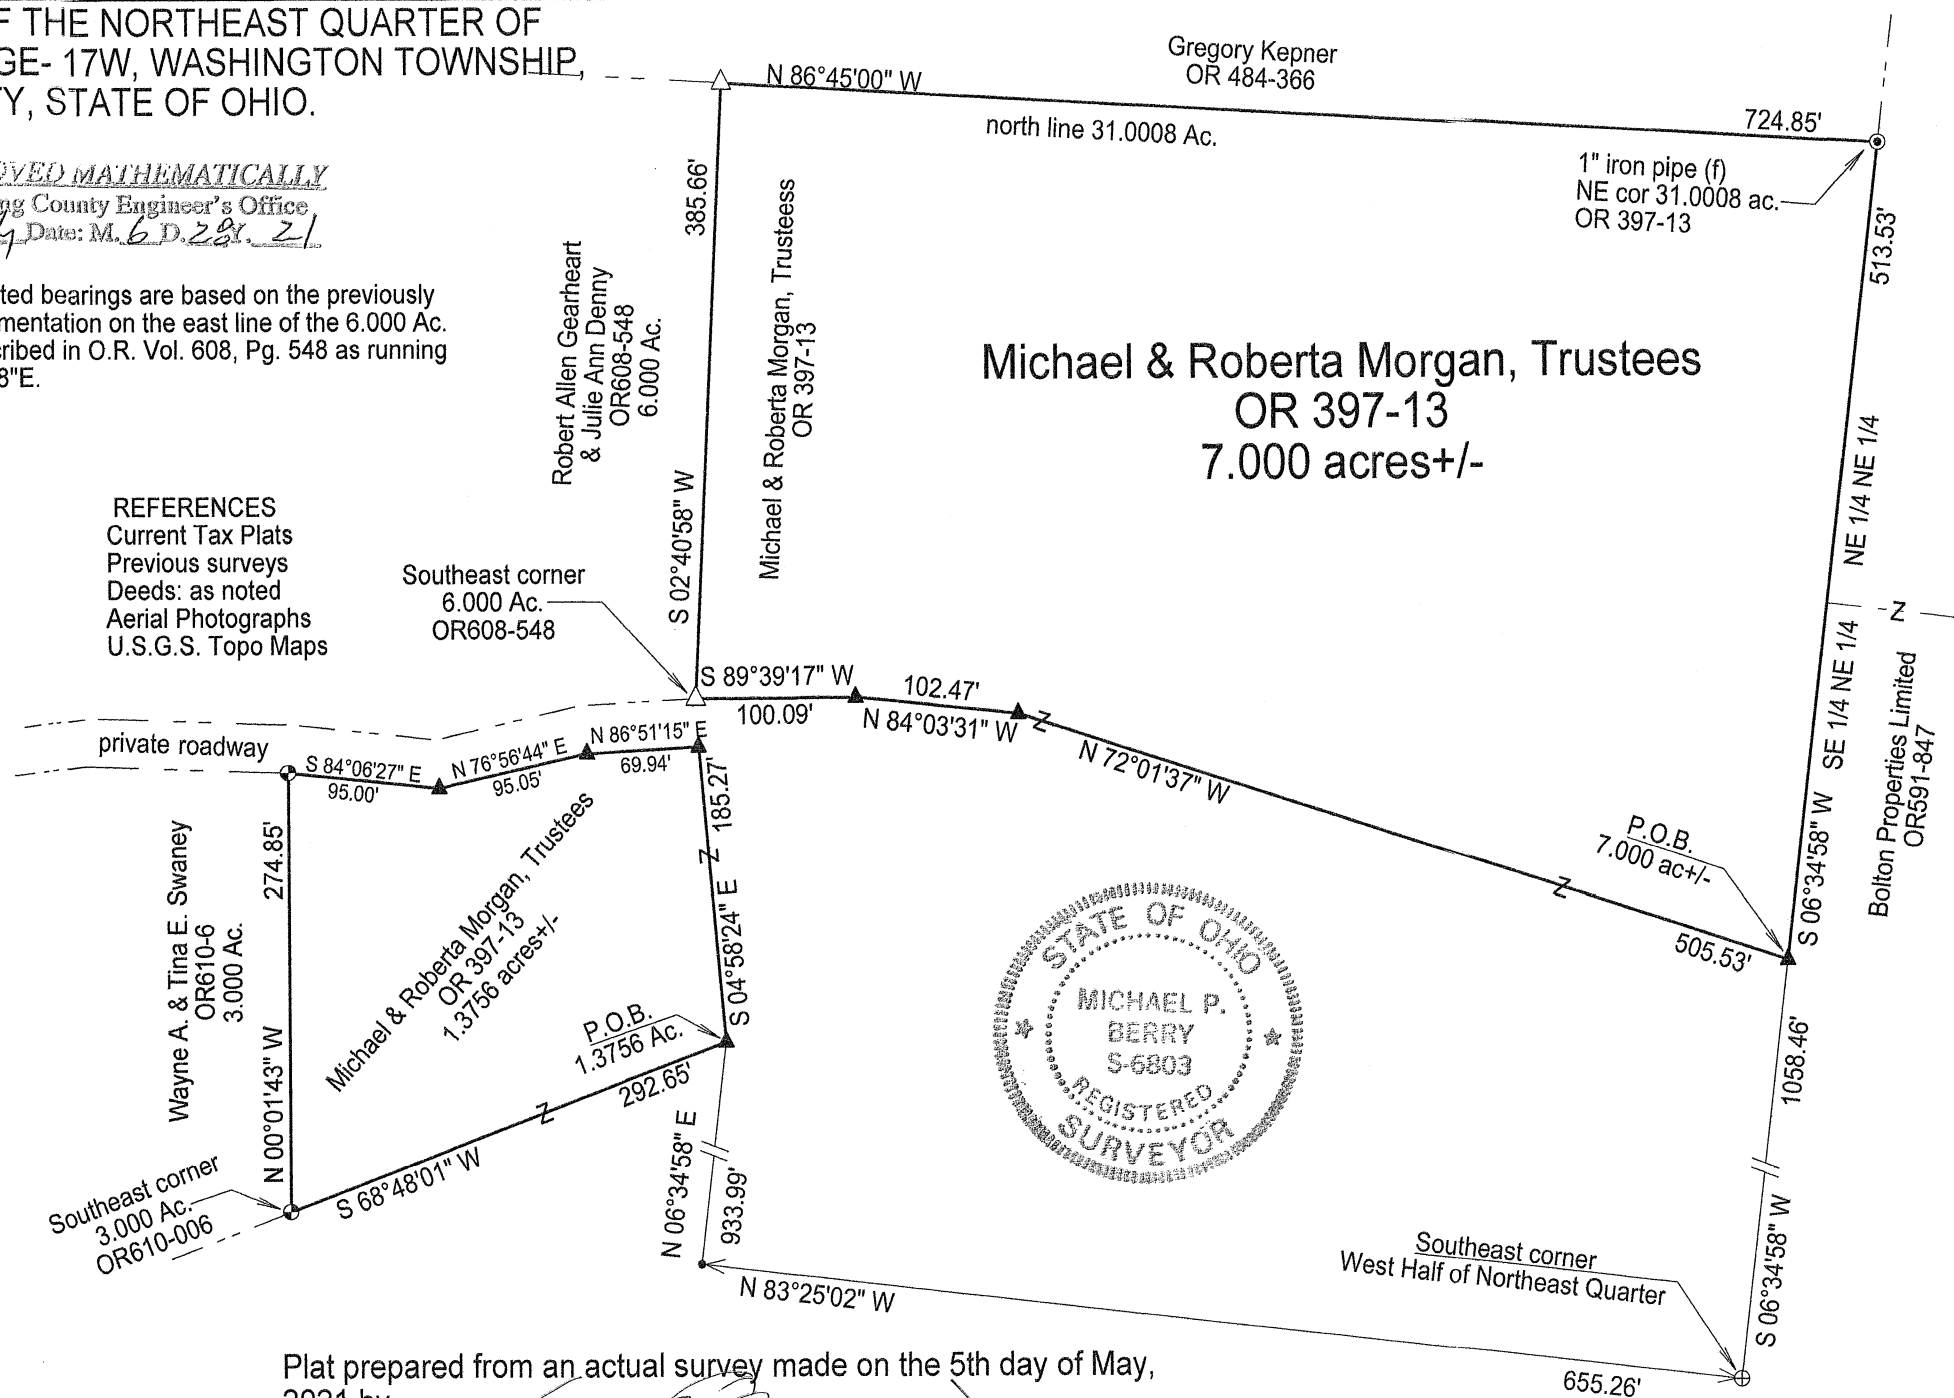 F THE NORTHEAST QUARTER OF
GE- 17W, WASHINGTON TOWNSHIP,
Y, STATE OF OHIO.
OVED MATHEMATICALLY
ng County Engineer's Office
Date: M. 6 D. 28 Y. 21
ted bearings are based on the previously
mentation on the east line of the 6.000 Ac.
cribed in O.R. Vol. 608, Pg. 548 as running
8"E.
REFERENCES
Current Tax Plats
Previous surveys
Deeds: as noted
Aerial Photographs
U.S.G.S. Topo Maps
Gregory Kepner
OR 484-366
N 86°45'00" W
724.85'
north line 31.0008 Ac.
1" iron pipe (f)
NE cor 31.0008 ac.
OR 397-13
385.66'
S 02°40'58" W
Robert Allen Gearheart
& Julie Ann Denny
OR608-548
6.000 Ac.
Michael & Roberta Morgan, Trusteess
OR 397-13
Michael & Roberta Morgan, Trustees
OR 397-13
7.000 acres+/-
513.53'
NE 1/4 NE 1/4
SE 1/4 NE 1/4
Z
S 06°34'58" W
Bolton Properties Limited
OR591-847
Southeast corner
6.000 Ac.
OR608-548
S 89°39'17" W
100.09'
102.47'
N 84°03'31" W
Z
N 72°01'37" W
Z
505.53'
P.O.B.
7.000 ac+/-
private roadway
S 84°06'27" E
95.00'
N 76°56'44" E
95.05'
N 86°51'15" E
69.94'
185.27'
Z
S 04°58'24" E
274.85'
N 00°01'43" W
Wayne A. & Tina E. Swaney
OR610-6
3.000 Ac.
Michael & Roberta Morgan, Trustees
OR 397-13
1.3756 acres+/-
P.O.B.
1.3756 Ac.
292.65'
Z
S 68°48'01" W
Southeast corner
3.000 Ac.
OR610-006
N 06°34'58" E
933.99'
STATE OF OHIO
MICHAEL P.
BERRY
S-6803
REGISTERED
SURVEYOR
1058.46'
S 06°34'58" W
Southeast corner
West Half of Northeast Quarter
N 83°25'02" W
655.26'
Plat prepared from an actual survey made on the 5th day of May,
2021 by